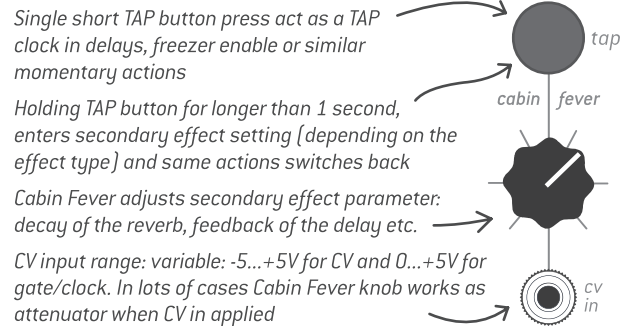 Single short TAP button press act as a TAP
clock in delays, freezer enable or similar
momentary actions
tap
Holding TAP button for longer than 1 second,
enters secondary effect setting (depending on the
effect type) and same actions switches back
cabin fever
Cabin Fever adjusts secondary effect parameter:
decay of the reverb, feedback of the delay etc.
CV input range: variable: -5...+5V for CV and 0...+5V for
gate/clock. In lots of cases Cabin Fever knob works as
attenuator when CV in applied
cv
in